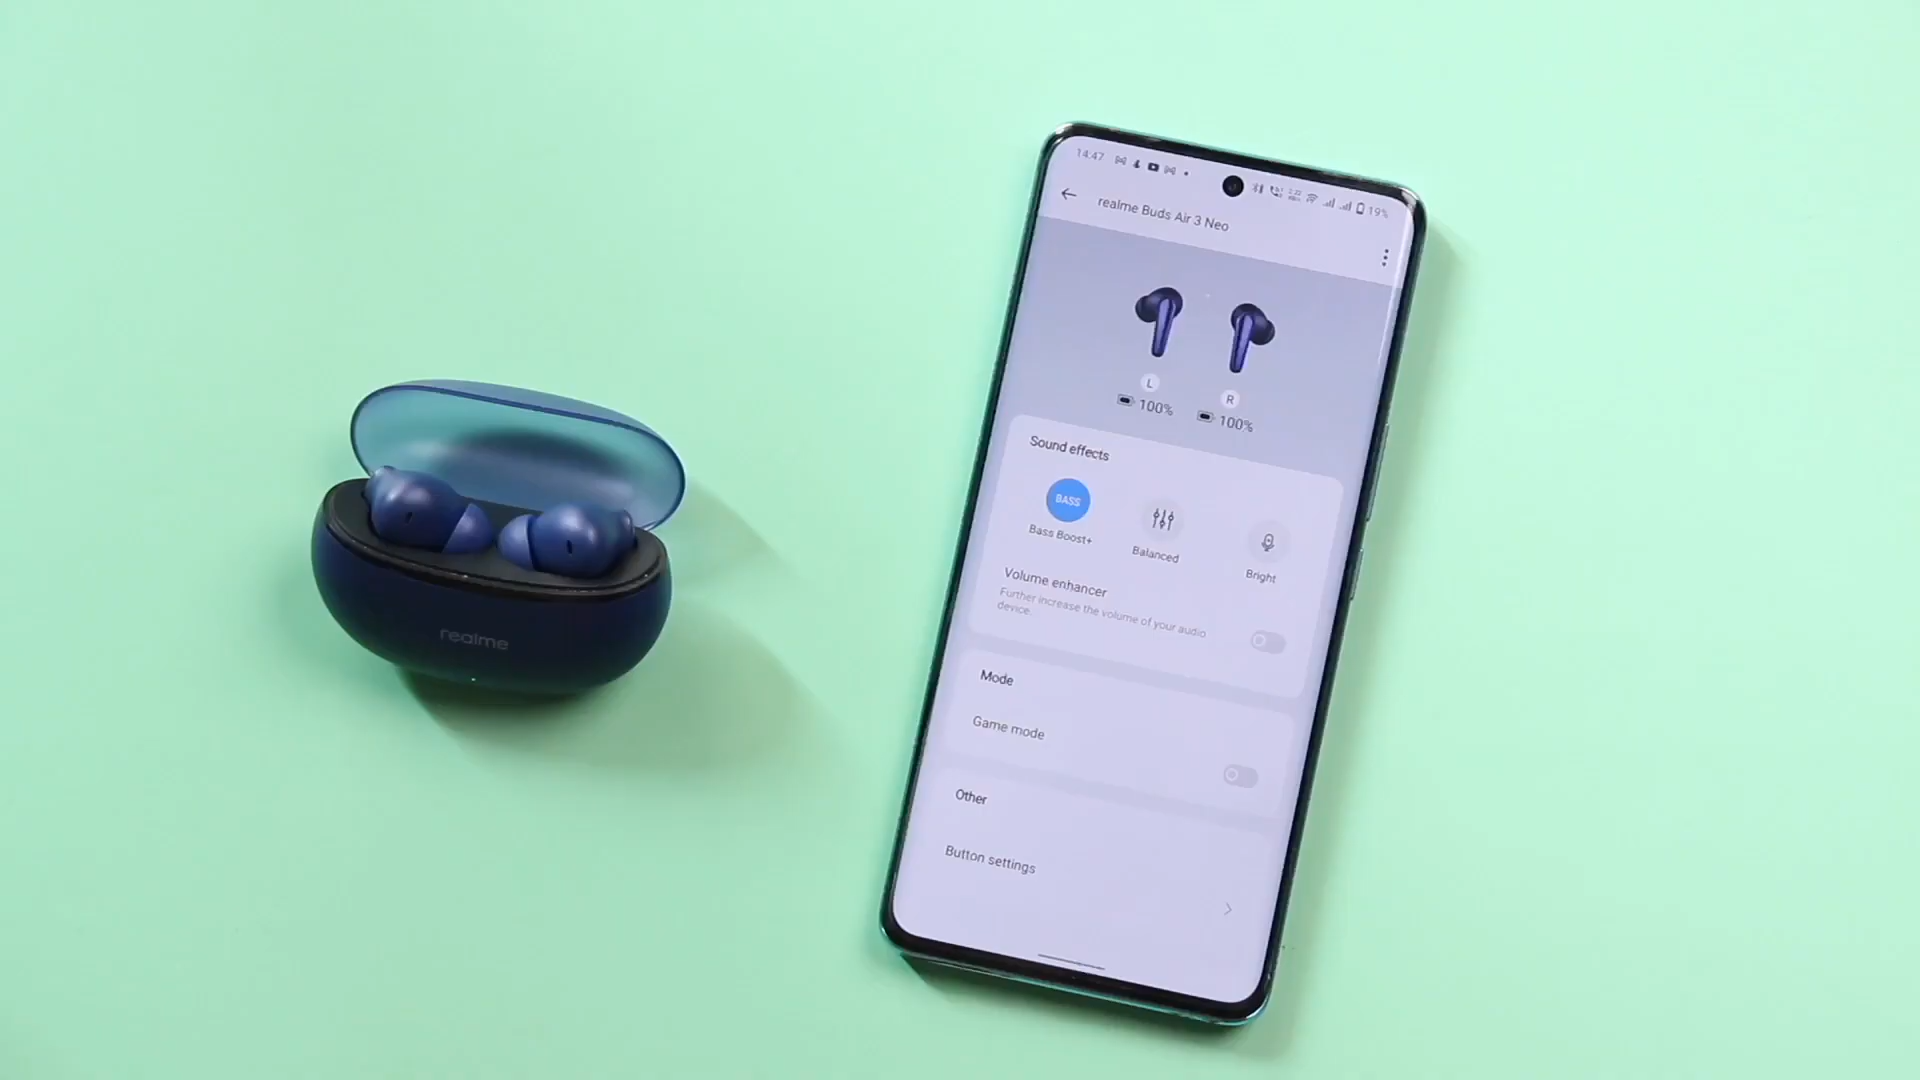 realme
14:47
19%
realme Buds Air 3 Neo
L
R
100%
100%
Sound effects
BASS
Bass Boost+
Balanced
Bright
Volume enhancer
Further increase the volume of your audio
device.
Mode
Game mode
Other
Button settings